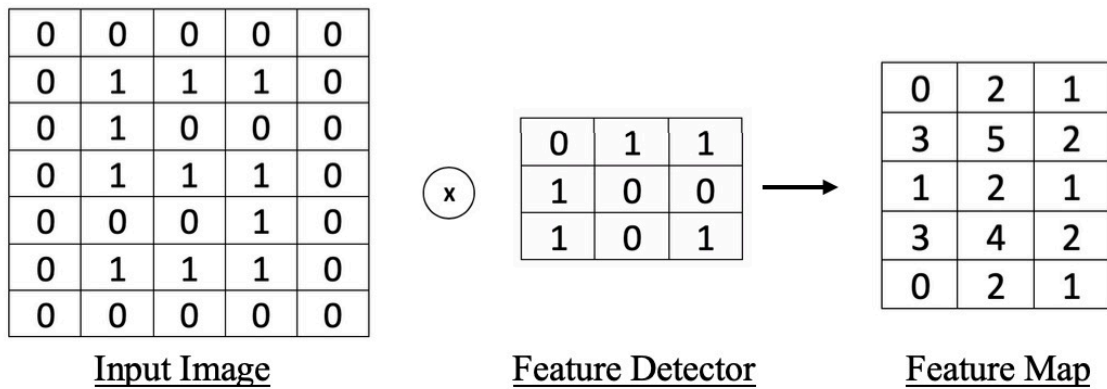 0 0 0 0 0
0 1 1 1 0
0 1 0 0 0
0 1 1 1 0
0 0 0 1 0
0 1 1 1 0
0 0 0 0 0
Input Image
x
0 1 1
1 0 0
1 0 1
Feature Detector
0 2 1
3 5 2
1 2 1
3 4 2
0 2 1
Feature Map